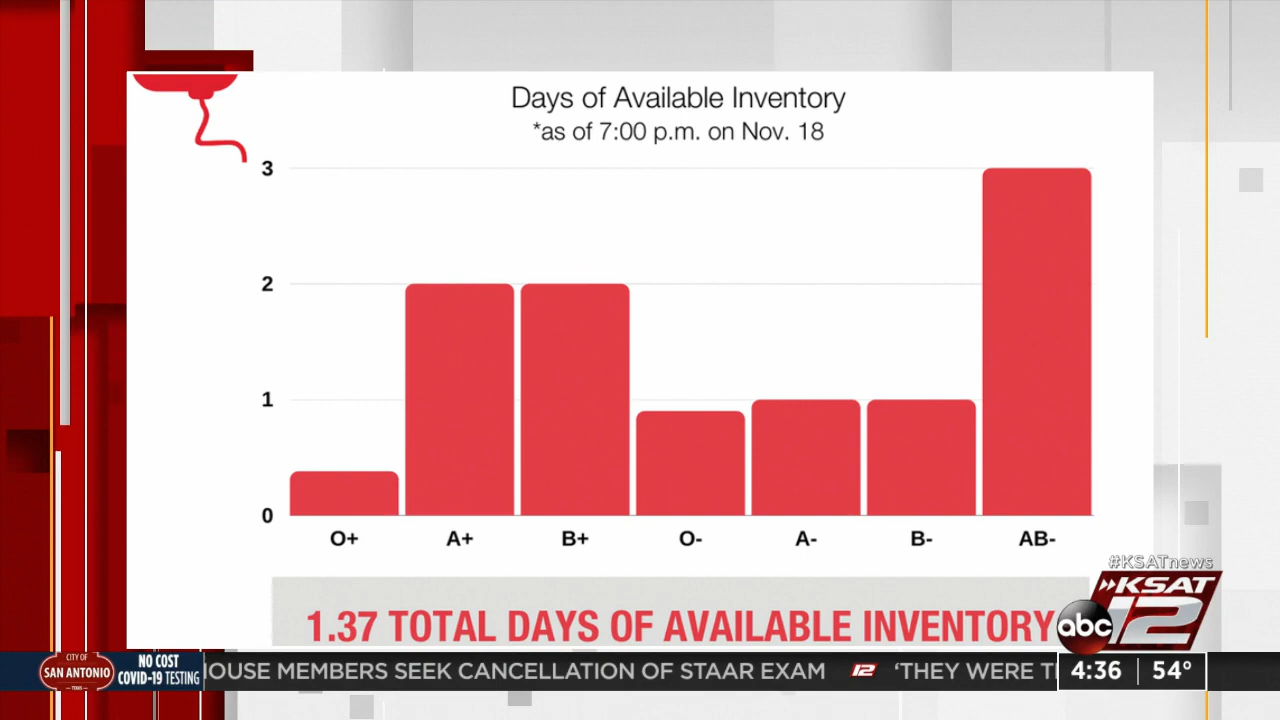 Days of Available Inventory
*as of 7:00 p.m. on Nov. 18
3
2
1
0
O+ A+ B+ O- A- B- AB-
1.37 TOTAL DAYS OF AVAILABLE INVENTORY
#KSATnews
KSAT
abc 12
CITY OF
SAN ANTONIO
TEXAS
NO COST
COVID-19 TESTING
OUSE MEMBERS SEEK CANCELLATION OF STAAR EXAM 12 ‘THEY WERE T
4:36 54°